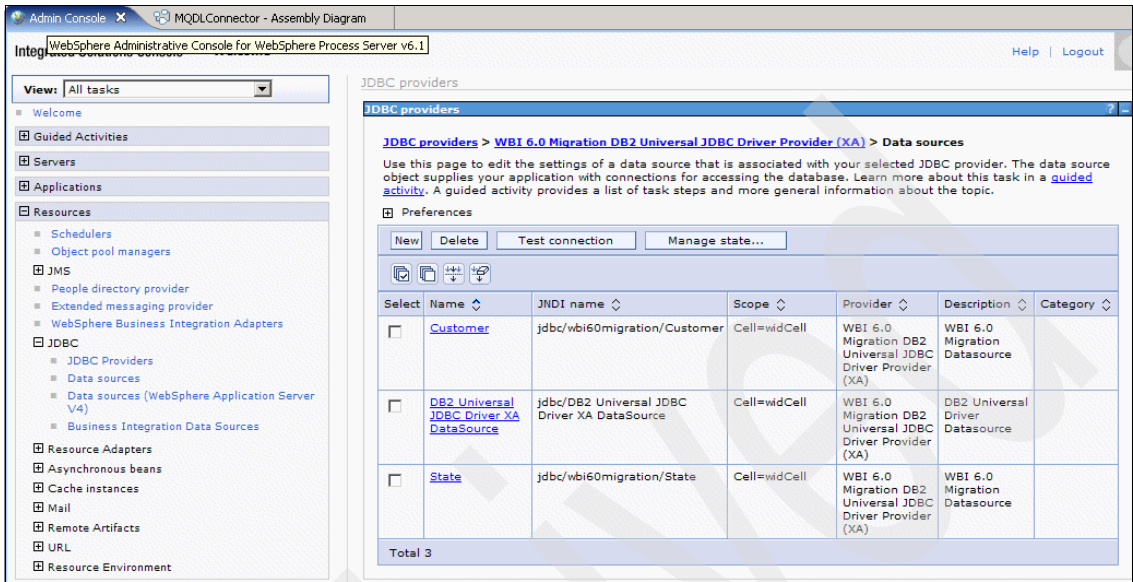 Admin Console
MQDLConnector - Assembly Diagram
WebSphere Administrative Console for WebSphere Process Server v6.1
Help | Logout
View: All tasks
Welcome
Guided Activities
Servers
Applications
Resources
Schedulers
Object pool managers
JMS
People directory provider
Extended messaging provider
WebSphere Business Integration Adapters
JDBC
JDBC Providers
Data sources
Data sources (WebSphere Application Server
V4)
Business Integration Data Sources
Resource Adapters
Asynchronous beans
Cache instances
Mail
Remote Artifacts
URL
Resource Environment
JDBC providers
JDBC providers
? -
JDBC providers > WBI 6.0 Migration DB2 Universal JDBC Driver Provider (XA) > Data sources
Use this page to edit the settings of a data source that is associated with your selected JDBC provider. The data source
object supplies your application with connections for accessing the database. Learn more about this task in a guided
activity. A guided activity provides a list of task steps and more general information about the topic.
Preferences
New Delete Test connection Manage state...
Select Name JNDI name Scope Provider Description Category
Customer
jdbc/wbi60migration/Customer
Cell=widCell
WBI 6.0
Migration DB2
Universal JDBC
Driver Provider
(XA)
WBI 6.0
Migration
Datasource
DB2 Universal
JDBC Driver XA
DataSource
jdbc/DB2 Universal JDBC
Driver XA DataSource
Cell=widCell
WBI 6.0
Migration DB2
Universal JDBC
Driver Provider
(XA)
DB2 Universal
Driver
Datasource
State
jdbc/wbi60migration/State
Cell=widCell
WBI 6.0
Migration DB2
Universal JDBC
Driver Provider
(XA)
WBI 6.0
Migration
Datasource
Total 3